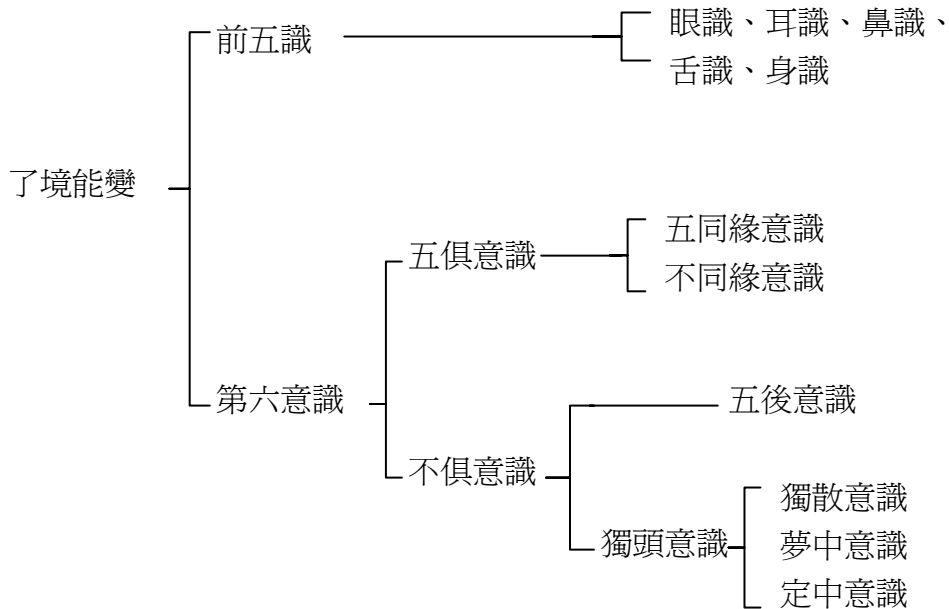 前五識
眼識、耳識、鼻識、
舌識、身識
了境能變
五俱意識
五同緣意識
不同緣意識
第六意識
不俱意識
五後意識
獨頭意識
獨散意識
夢中意識
定中意識